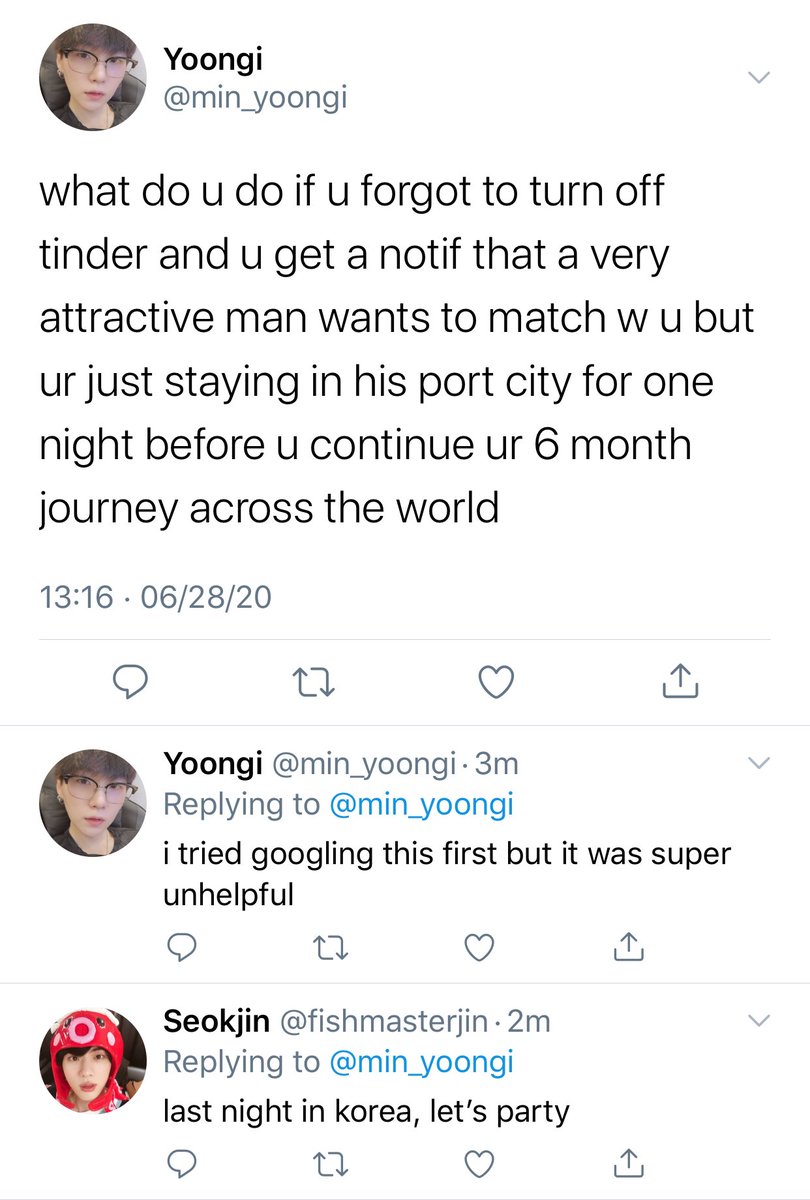 Yoongi
@min_yoongi
what do u do if u forgot to turn off
tinder and u get a notif that a very
attractive man wants to match w u but
ur just staying in his port city for one
night before u continue ur 6 month
journey across the world
13:16 · 06/28/20
Yoongi @min_yoongi · 3m
Replying to @min_yoongi
i tried googling this first but it was super
unhelpful
Seokjin @fishmasterjin · 2m
Replying to @min_yoongi
last night in korea, let’s party